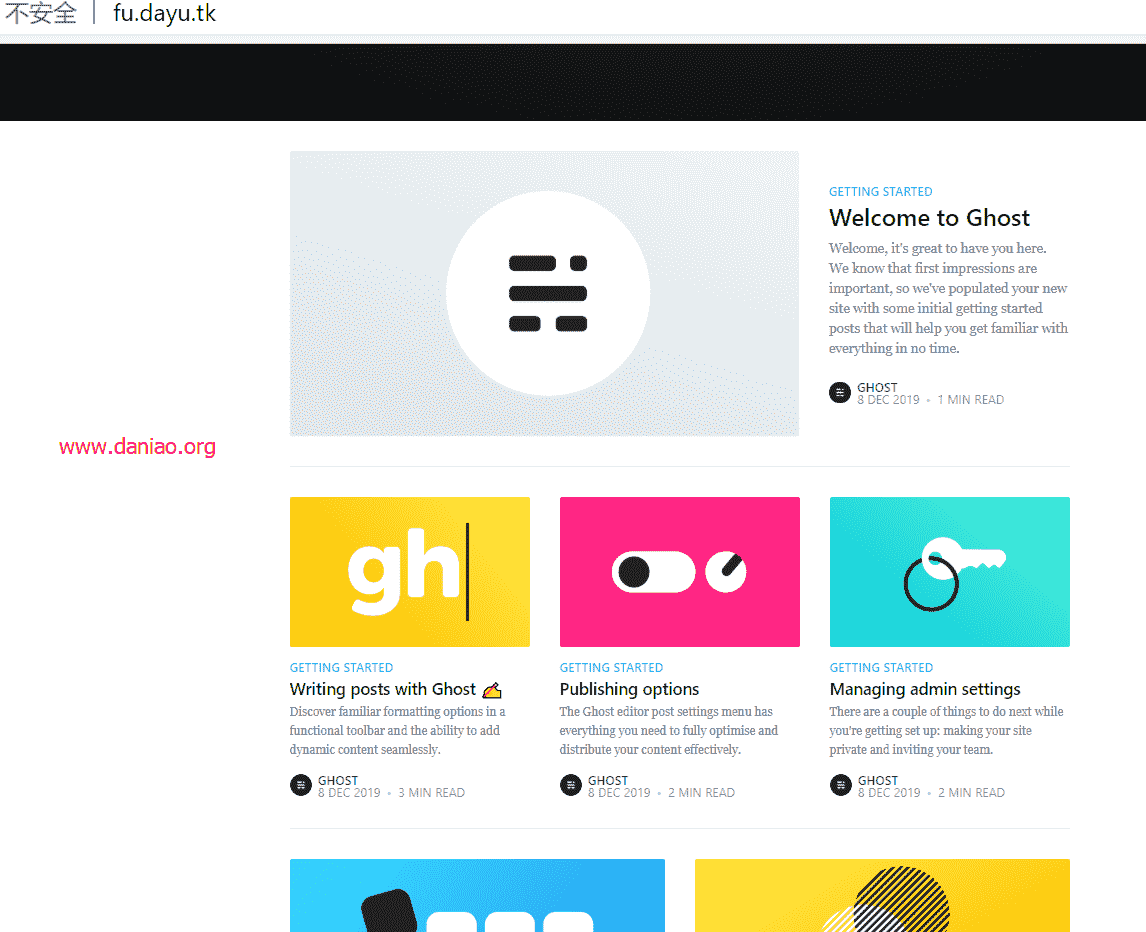 不安全 | fu.dayu.tk
GETTING STARTED
Welcome to Ghost
Welcome, it's great to have you here.
We know that first impressions are
important, so we've populated your new
site with some initial getting started
posts that will help you get familiar with
everything in no time.
GHOST
8 DEC 2019 • 1 MIN READ
www.daniao.org
gh
GETTING STARTED
Writing posts with Ghost ✍️
Discover familiar formatting options in a
functional toolbar and the ability to add
dynamic content seamlessly.
GHOST
8 DEC 2019 • 3 MIN READ
GETTING STARTED
Publishing options
The Ghost editor post settings menu has
everything you need to fully optimise and
distribute your content effectively.
GHOST
8 DEC 2019 • 2 MIN READ
GETTING STARTED
Managing admin settings
There are a couple of things to do next while
you're getting set up: making your site
private and inviting your team.
GHOST
8 DEC 2019 • 2 MIN READ